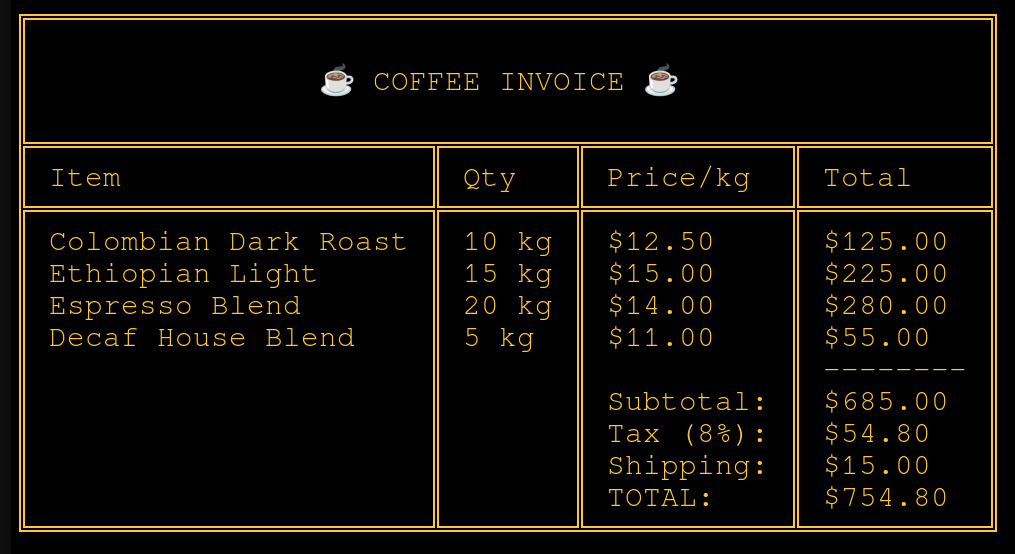 ☕ COFFEE INVOICE ☕
Item Qty Price/kg Total
Colombian Dark Roast 10 kg $12.50 $125.00
Ethiopian Light 15 kg $15.00 $225.00
Espresso Blend 20 kg $14.00 $280.00
Decaf House Blend 5 kg $11.00 $55.00
--------
Subtotal: $685.00
Tax (8%): $54.80
Shipping: $15.00
TOTAL: $754.80